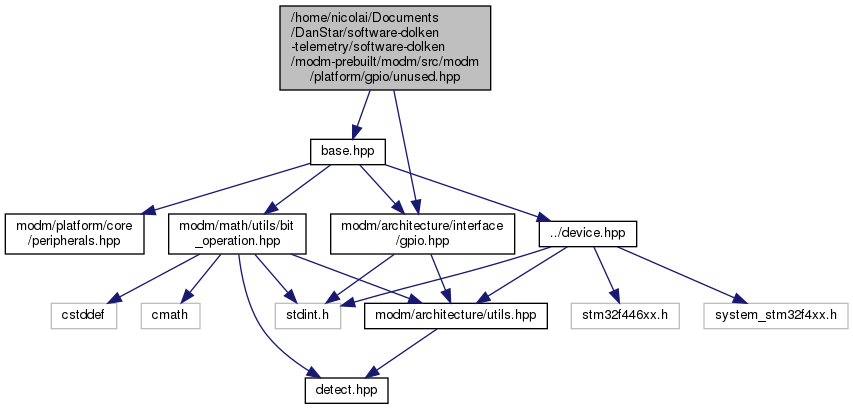 /home/nicolai/Documents
/DanStar/software-dolken
-telemetry/software-dolken
/modm-prebuilt/modm/src/modm
/platform/gpio/unused.hpp
base.hpp
modm/platform/core
/peripherals.hpp
modm/math/utils/bit
_operation.hpp
modm/architecture/interface
/gpio.hpp
../device.hpp
cstddef
cmath
stdint.h
modm/architecture/utils.hpp
stm32f446xx.h
system_stm32f4xx.h
detect.hpp